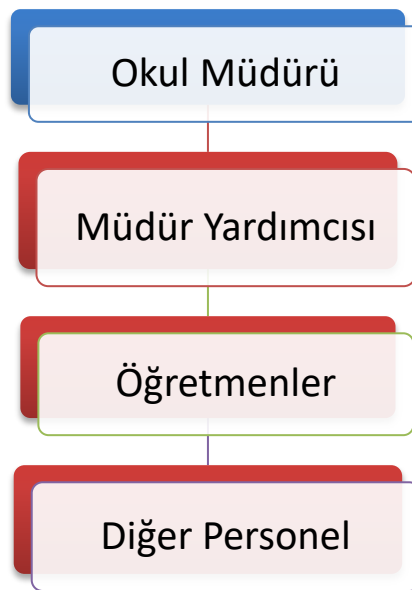 Okul Müdürü
Müdür Yardımcısı
Öğretmenler
Diğer Personel